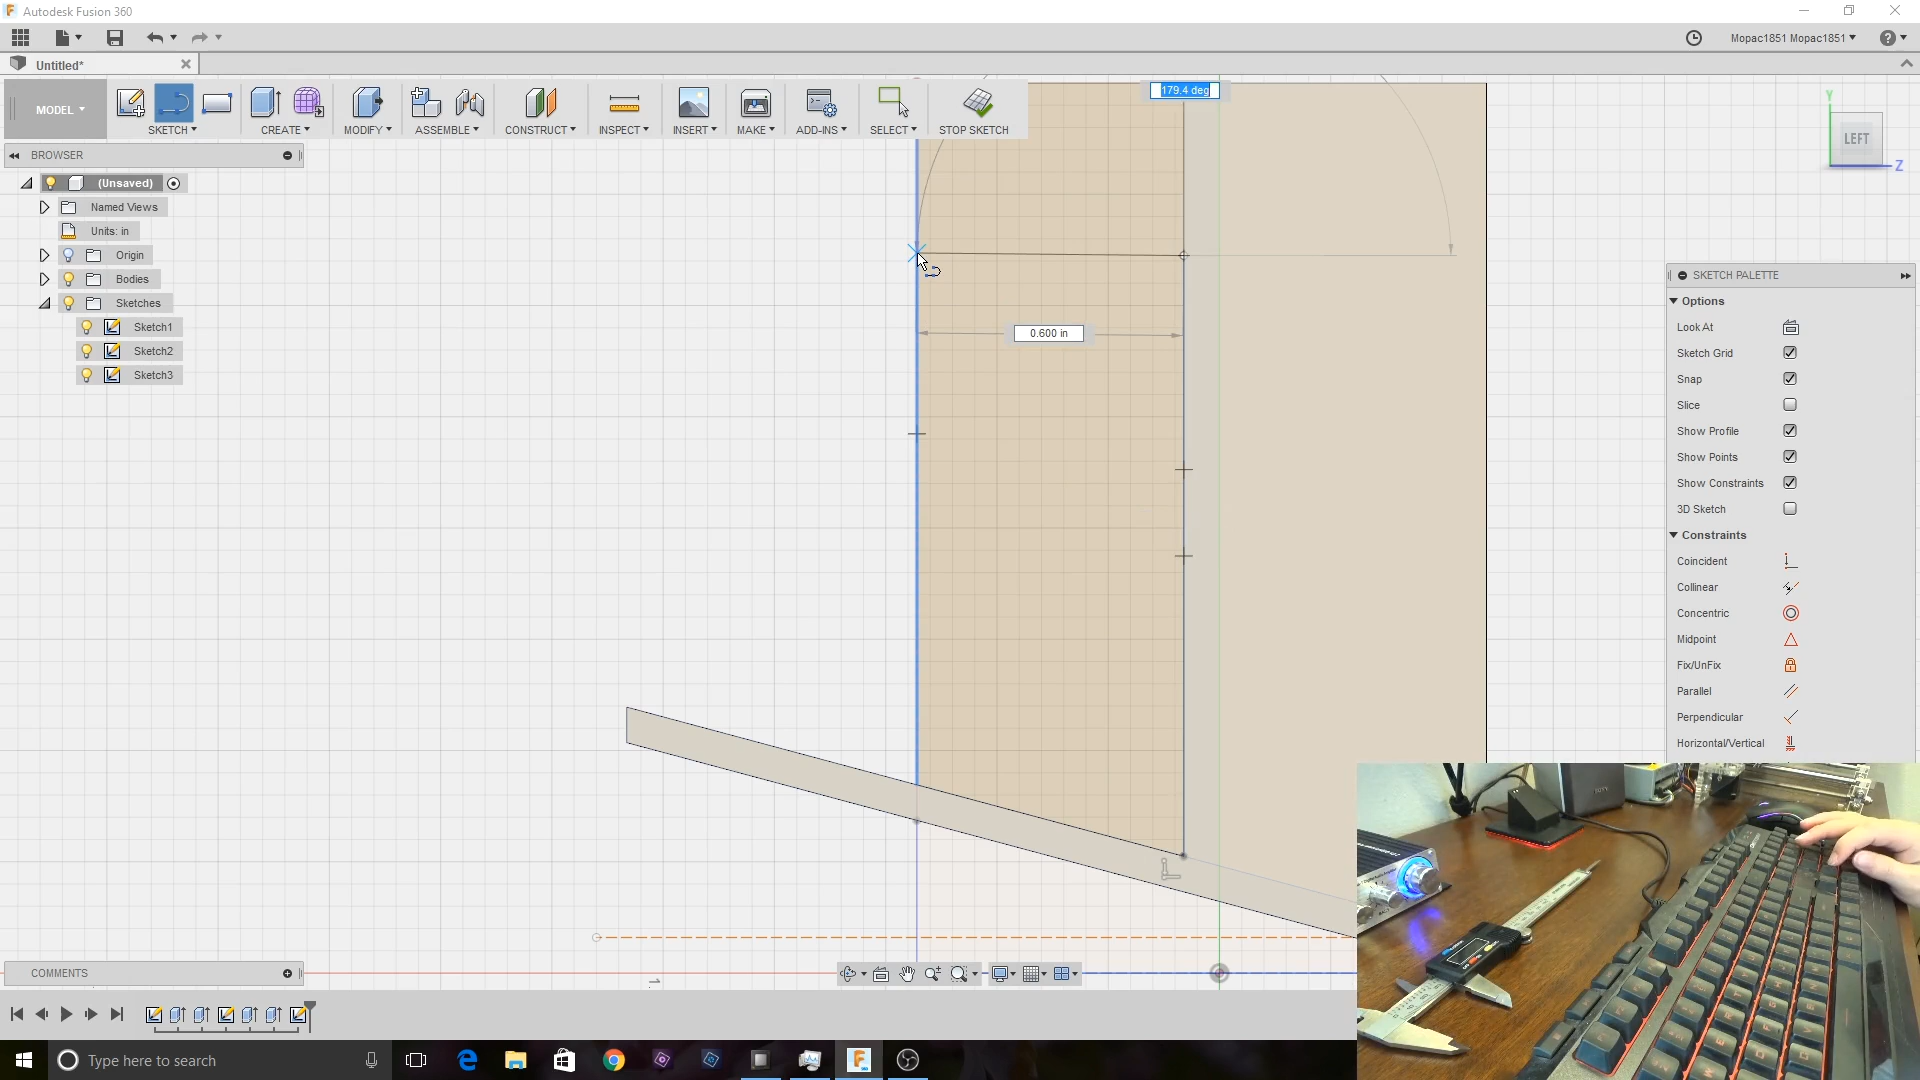 Autodesk Fusion 360
Mopac1851 Mopac1851
Untitled*
MODEL
SKETCH
CREATE
MODIFY
ASSEMBLE
CONSTRUCT
INSPECT
INSERT
MAKE
ADD-INS
SELECT
STOP SKETCH
179.4 deg
Y
LEFT
Z
BROWSER
(Unsaved)
Named Views
Units: in
Origin
Bodies
Sketches
Sketch1
Sketch2
Sketch3
0.600 in
SKETCH PALETTE
Options
Look At
Sketch Grid
Snap
Slice
Show Profile
Show Points
Show Constraints
3D Sketch
Constraints
Coincident
Collinear
Concentric
Midpoint
Fix/UnFix
Parallel
Perpendicular
Horizontal/Vertical
COMMENTS
Type here to search